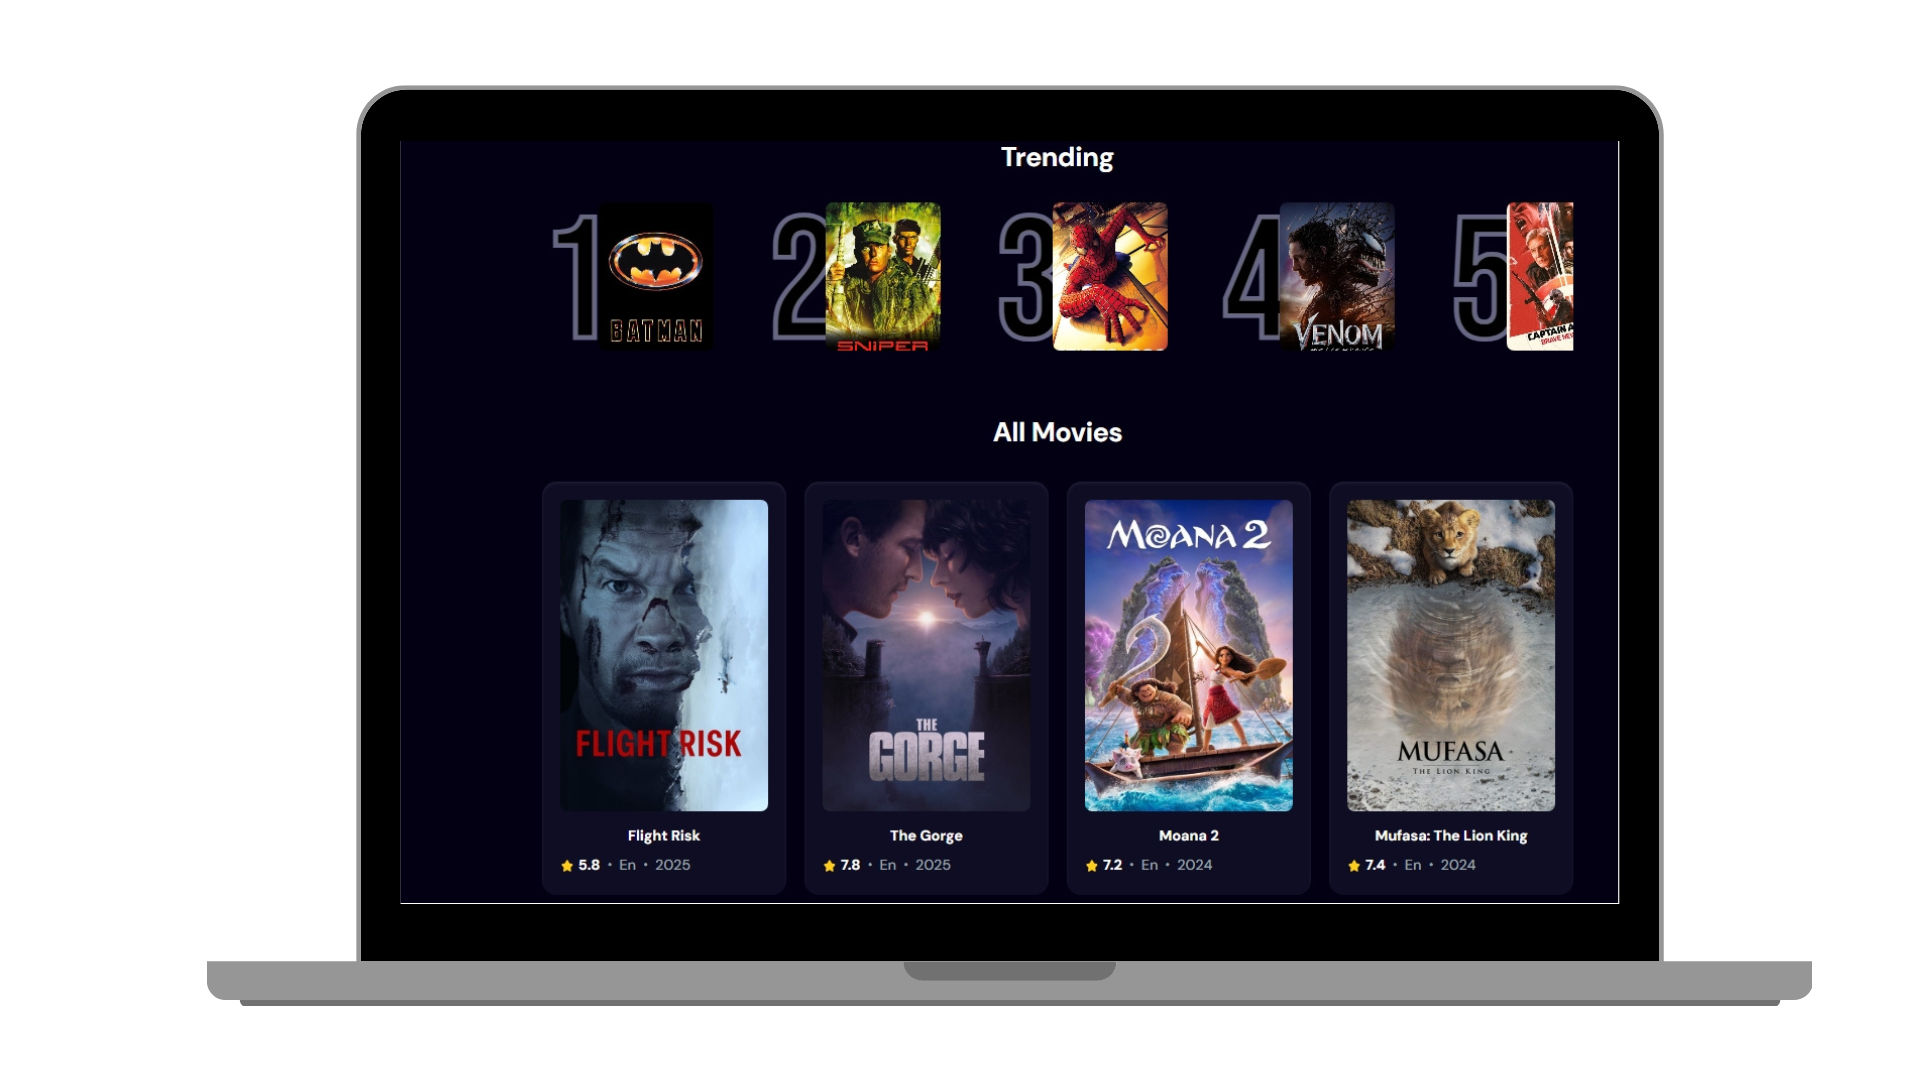 Trending
1
BATMAN
2
SNIPER
3
4
VENOM
5
CAPTAIN A
BRAVE NE
All Movies
FLIGHT RISK
THE
GORGE
MOANA 2
MUFASA
THE LION KING
Flight Risk
5.8 • En • 2025
The Gorge
7.8 • En • 2025
Moana 2
7.2 • En • 2024
Mufasa: The Lion King
7.4 • En • 2024